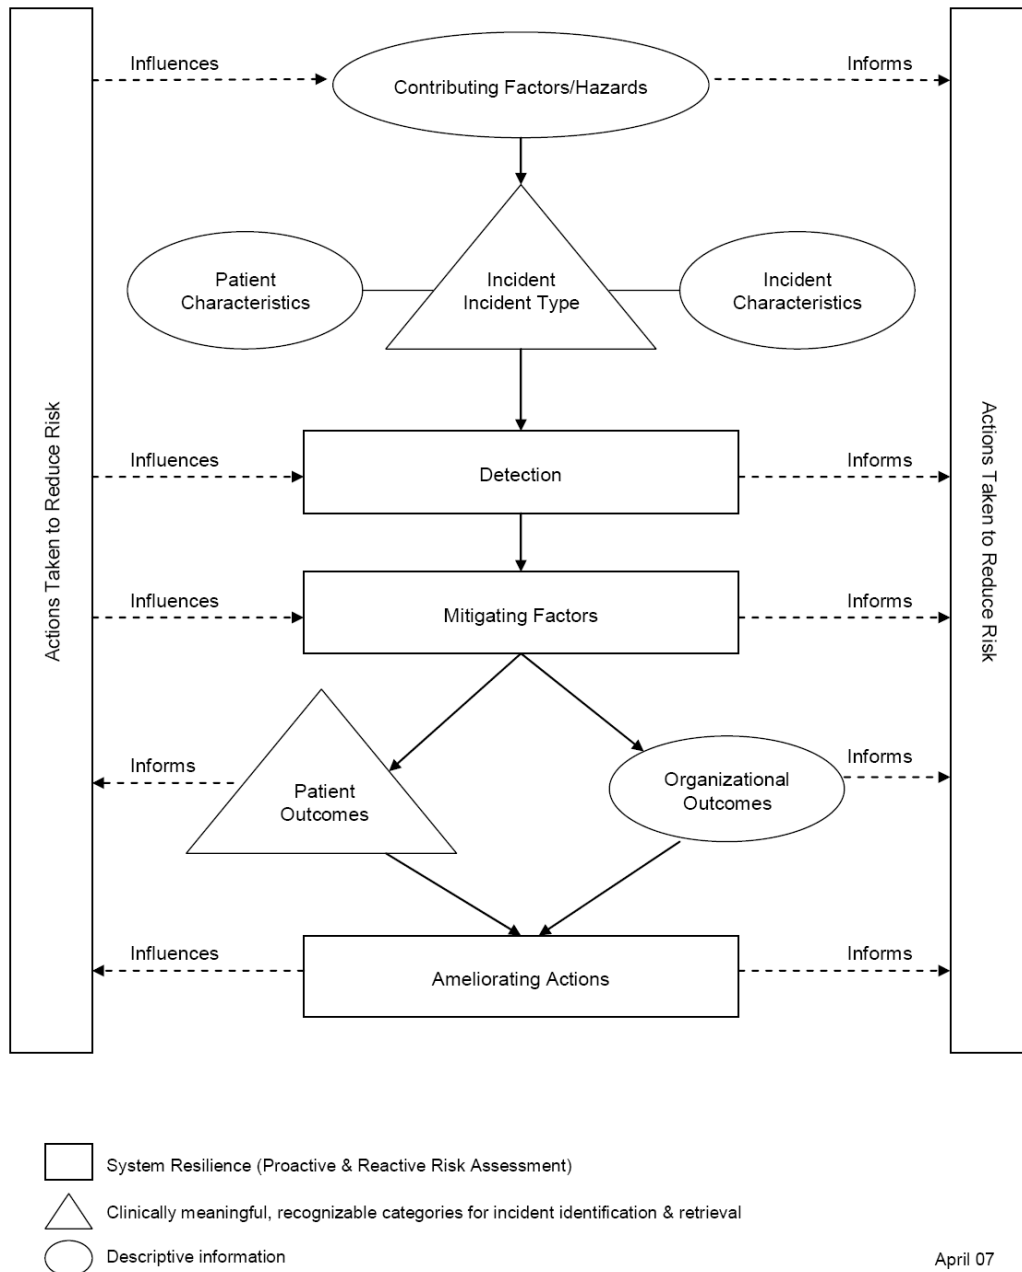 Influences
Contributing Factors/Hazards
Informs
Patient
Characteristics
Incident
Incident Type
Incident
Characteristics
Actions Taken to Reduce Risk
Influences
Detection
Informs
Actions Taken to Reduce Risk
Influences
Mitigating Factors
Informs
Informs
Patient
Outcomes
Organizational
Outcomes
Informs
Influences
Ameliorating Actions
Informs
System Resilience (Proactive & Reactive Risk Assessment)
Clinically meaningful, recognizable categories for incident identification & retrieval
Descriptive information
April 07